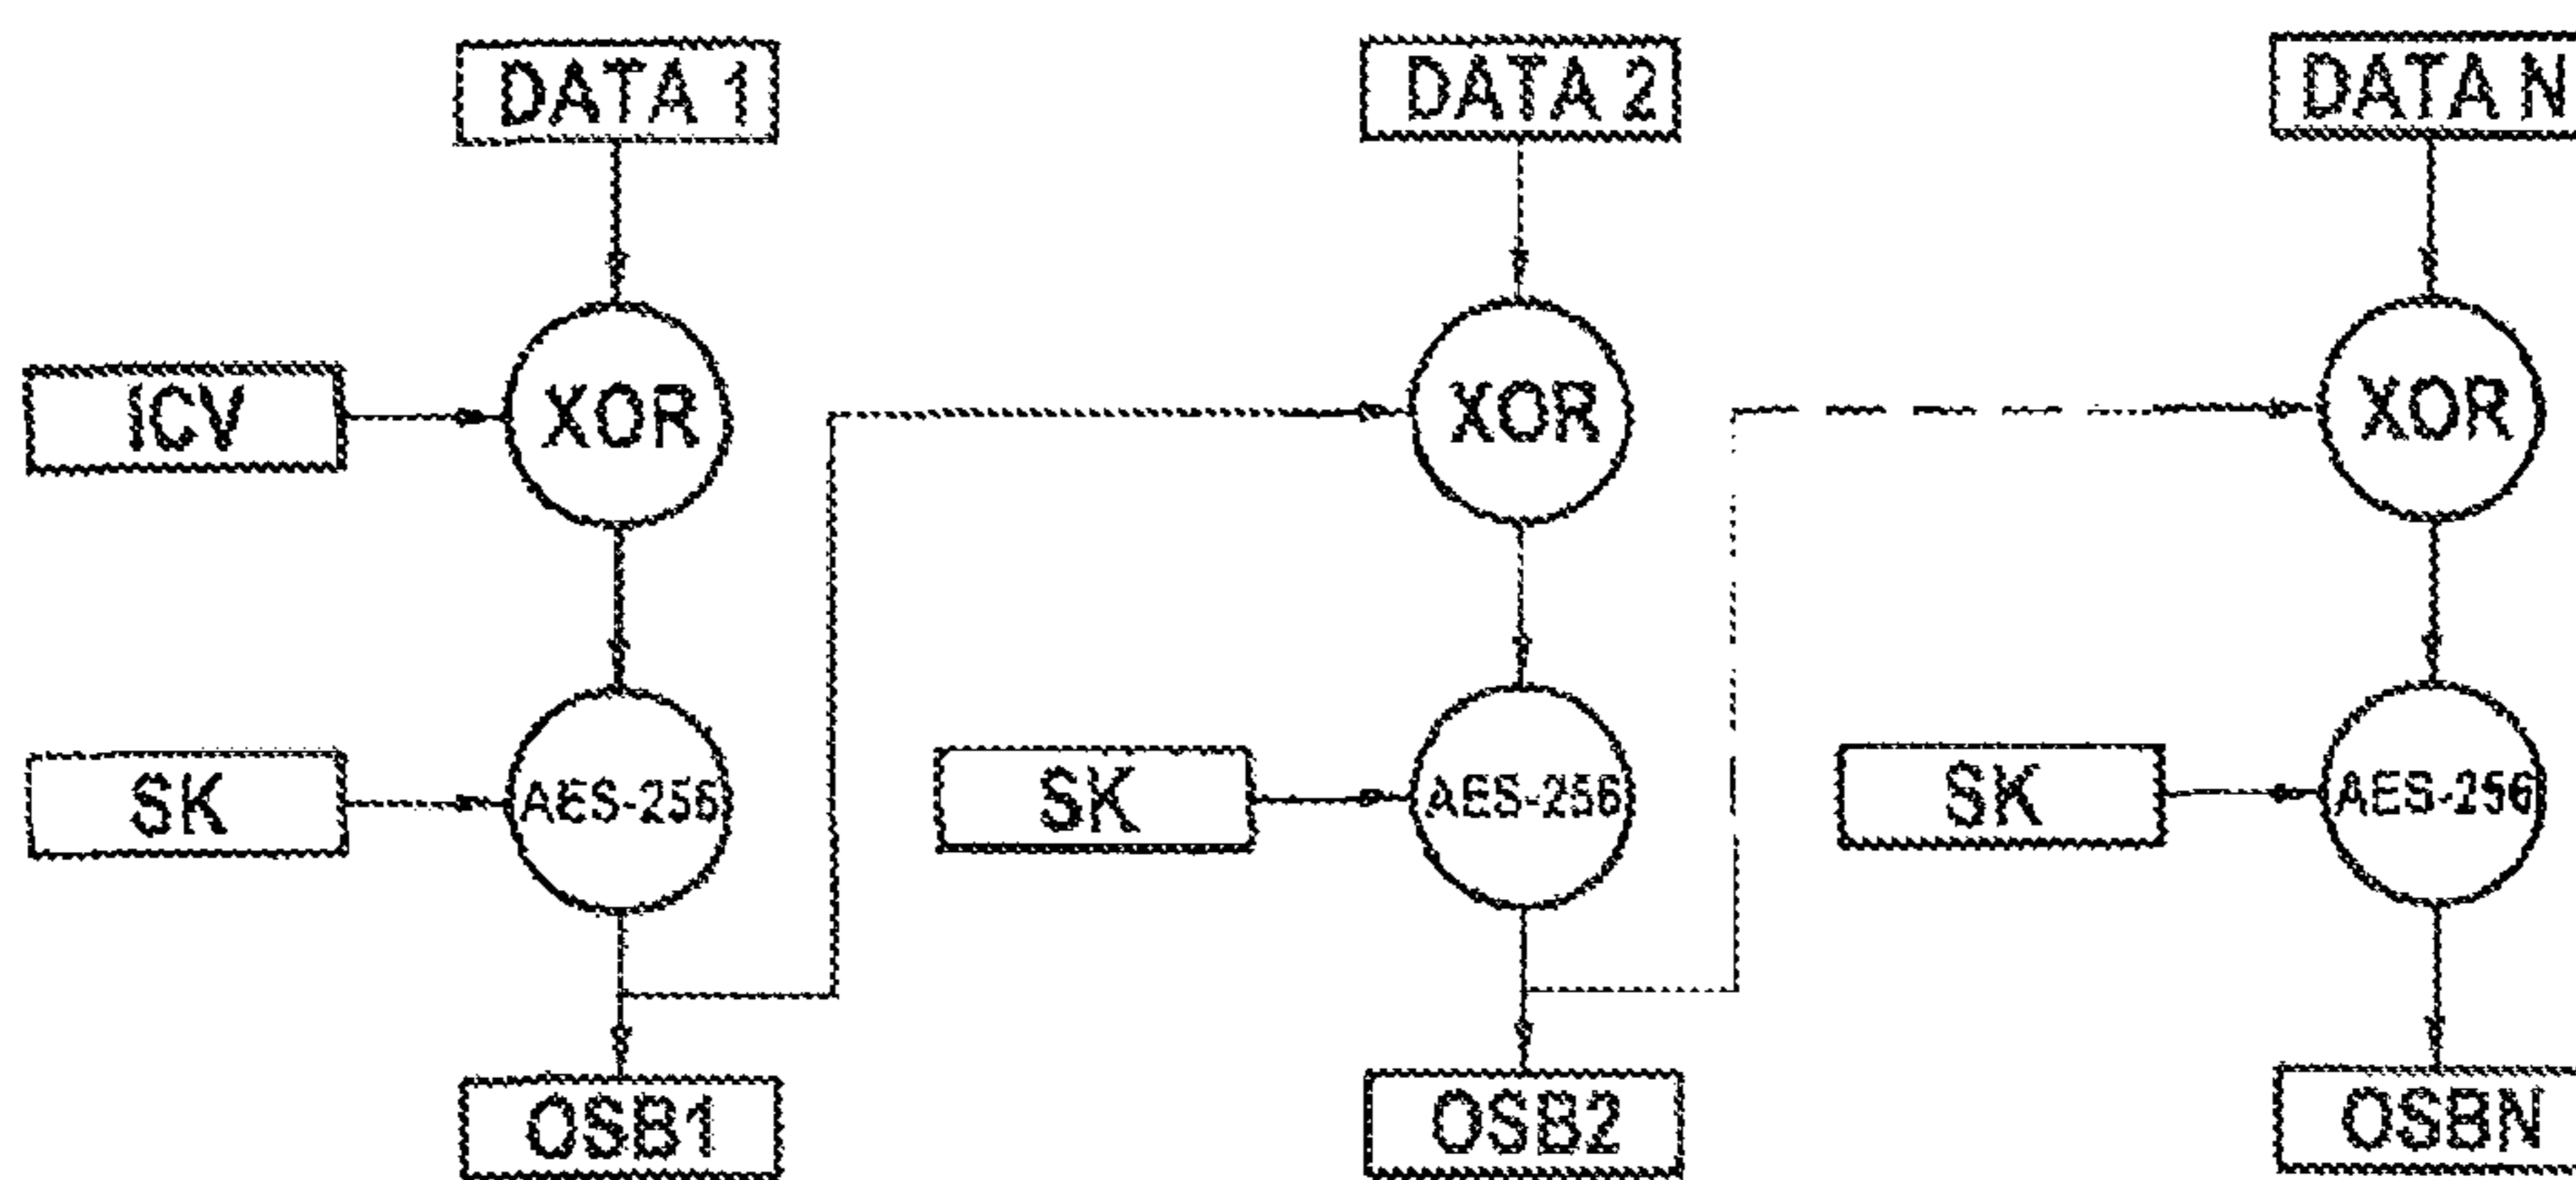 DATA 1
DATA 2
DATA N
ICV
XOR
XOR
XOR
SK
AES-256
SK
AES-256
SK
AES-256
OSB1
OSB2
OSBN